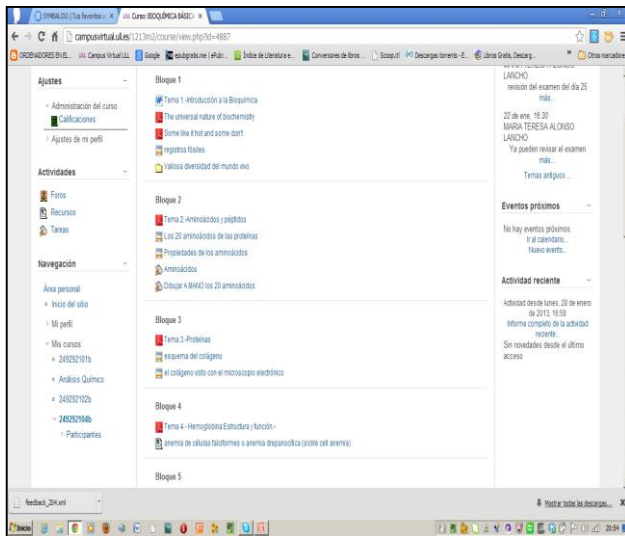 SYMBALOO | Tus favoritos
Curso: BIOQUÍMICA BÁSICA
campusvirtual.ull.es/1213m2/course/view.php?id=4887
Campus Virtual ULL
Google
epubgratis.me | ePub:
Índice de Literatura e...
Conversores de libros ...
Scoop.it!
Descargas torrents - E...
Libros Gratis, Descarg...
Otros marcadores
Ajustes
Administración del curso
Calificaciones
Ajustes de mi perfil
Actividades
Foros
Recursos
Tareas
Navegación
Área personal
Inicio del sitio
Mi perfil
Mis cursos
249292101b
Análisis Químico
249292102b
249292104b
Participantes
Bloque 1
Tema 1.-Introducción a la Bioquímica.
The universal nature of biochemistry
Some like it hot and some don't
registros fósiles
Valiosa diversidad del mundo vivo
Bloque 2
Tema 2.-Aminoácidos y péptidos
Los 20 aminoácidos de las proteínas
Propiedades de los aminoácidos
Aminoácidos
Dibujar A MANO los 20 aminoácidos
Bloque 3
Tema 3.-Proteínas
esquema del colágeno
el colágeno visto con el microscopio electrónico
Bloque 4
Tema 4.- Hemoglobina:Estructura y función.-
anemia de células falciformes o anemia drepanocítica (sickle cell anemia)
Bloque 5
MARIA TERESA ALONSO
LANCHO
revisión del examen del día 25
más...
22 de ene, 16:30
MARIA TERESA ALONSO
LANCHO
Ya pueden revisar el examen
más...
Temas antiguos ...
Eventos próximos
No hay eventos próximos
Ir al calendario...
Nuevo evento...
Actividad reciente
Actividad desde lunes, 28 de enero
de 2013, 16:58
Informe completo de la actividad
reciente...
Sin novedades desde el último
acceso
feedback_204.xml
Mostrar todas las descargas...
Inicio
20:54